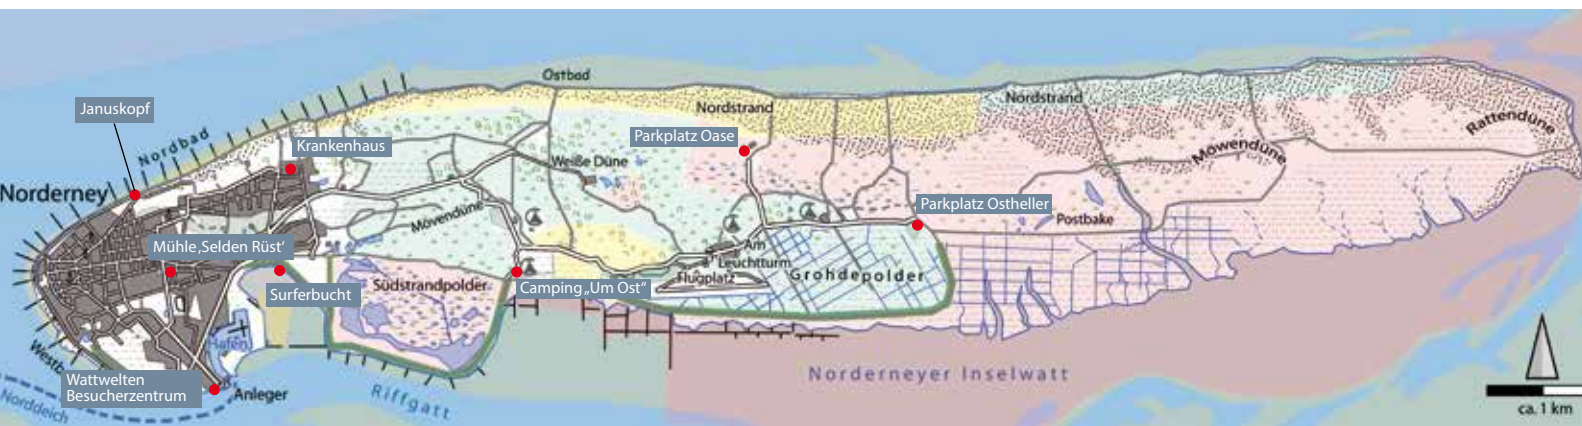 Ostbad
Januskopf
Nordstrand
Nordstrand
Nordbad
Parkplatz Oase
Rattendüne
Krankenhaus
Möwendüne
Weiße Düne
Norderney
Parkplatz Ostheller
Mövendüne
Postbake
Mühle ‚Selden Rüst‘
Am
Leuchtturm
Flugplatz
Grohdepolder
Südstrandpolder
Camping „Um Ost“
Surferbucht
Hafen
Wattwelten
Besucherzentrum
Anleger
Norderneyer Inselwatt
Riffgatt
Norddeich
ca. 1 km